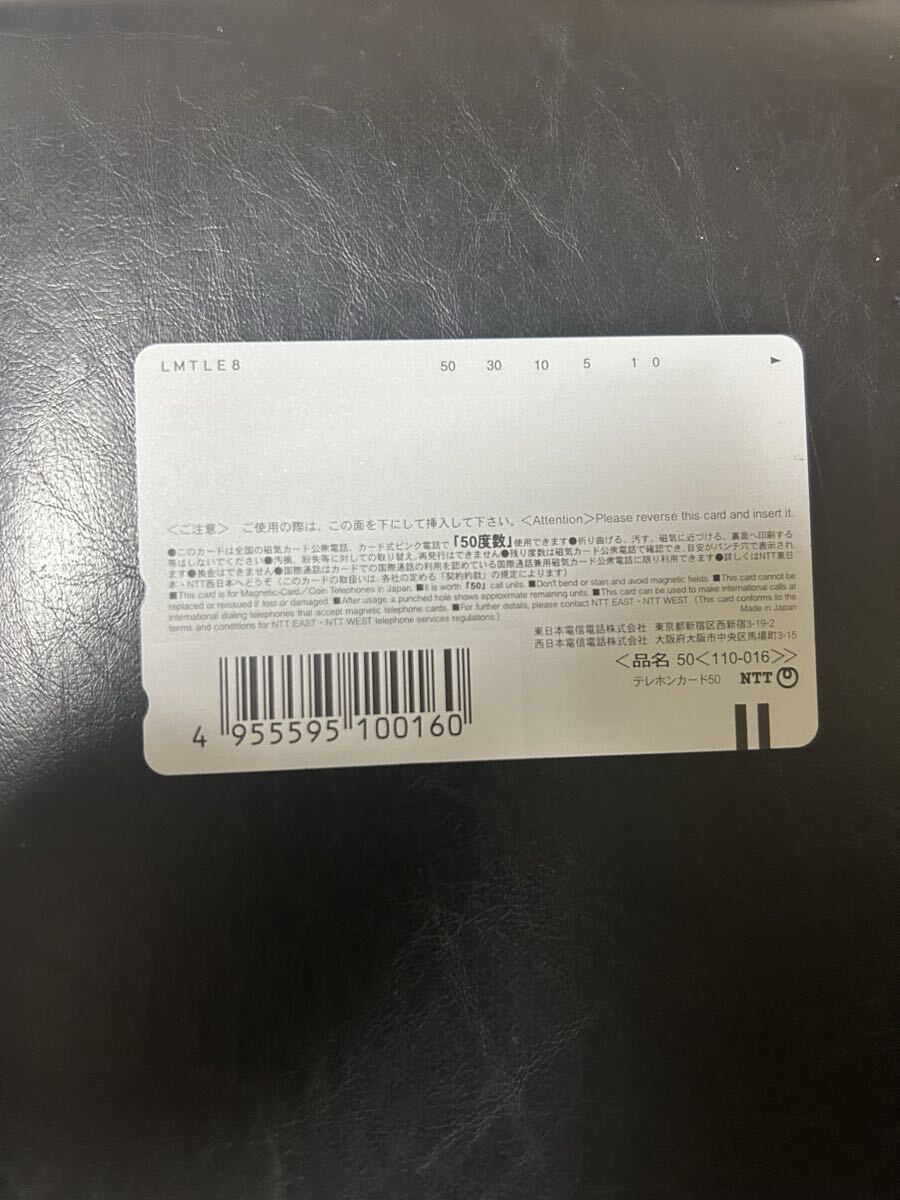 LMTLE8 50 30 10 5 1 0
＜ご注意＞ ご使用の際は、この面を下にして挿入して下さい。＜Attention＞Please reverse this card and insert it.
●このカードは全国の磁気カード公衆電話、カード式ピンク電話で「50度数」使用できます●折り曲げる、汚す、磁気に近づける、裏面へ印刷する
等はしないでください●汚損、紛失等に対しての取り替え、再発行はできません●残り度数は磁気カード公衆電話で確認でき、目安がパンチ穴で表示され
ます●換金はできません●国際通話はカードでの国際通話の利用を認めている国際通話兼用磁気カード公衆電話に限り利用できます●詳しくはNTT東日
本・NTT西日本へどうぞ（このカードの取扱いは、各社の定める「契約約款」の規定によります）
■This card is for Magnetic-Card／Coin Telephones in Japan. ■It is worth「50」call units. ■Don't bend or stain and avoid magnetic fields. ■This card cannot be
replaced or reissued if lost or damaged. ■After usage, a punched hole shows approximate remaining units. ■This card can be used to make international calls at
international dialing telephones that accept magnetic telephone cards. ■For further details, please contact NTT EAST・NTT WEST (This card conforms to the
terms and conditions for NTT EAST・NTT WEST telephone services regulations.)
Made in Japan
東日本電信電話株式会社 東京都新宿区西新宿3-19-2
西日本電信電話株式会社 大阪府大阪市中央区馬場町3-15
＜品名 50＜110-016＞＞
テレホンカード50 NTT
4 955595 100160